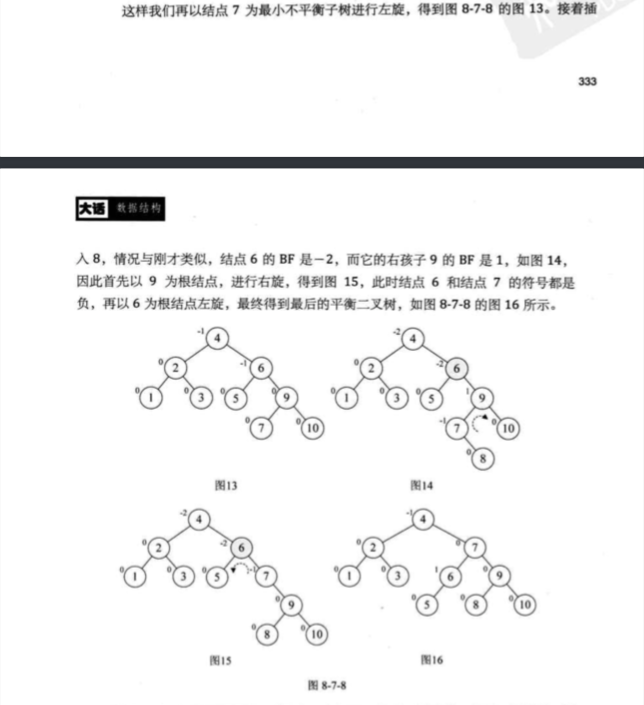 这样我们再以结点 7 为最小不平衡子树进行左旋，得到图 8-7-8 的图 13。接着插
333
大话 数据结构
入 8，情况与刚才类似，结点 6 的 BF 是－2，而它的右孩子 9 的 BF 是 1，如图 14，
因此首先以 9 为根结点，进行右旋，得到图 15，此时结点 6 和结点 7 的符号都是
负，再以 6 为根结点左旋，最终得到最后的平衡二叉树，如图 8-7-8 的图 16 所示。
-1 4
0 2 -1 6
0 1 0 3 0 5 0 9
0 7 0 10
图13
-2 4
0 2 -2 6
0 1 0 3 0 5 1 9
-1 7 0 10
0 8
图14
-2 4
0 2 -2 6
0 1 0 3 0 5 -1 7
0 9
0 8 0 10
图15
-1 4
0 2 0 7
0 1 0 3 1 6 0 9
0 5 0 8 0 10
图16
图 8-7-8